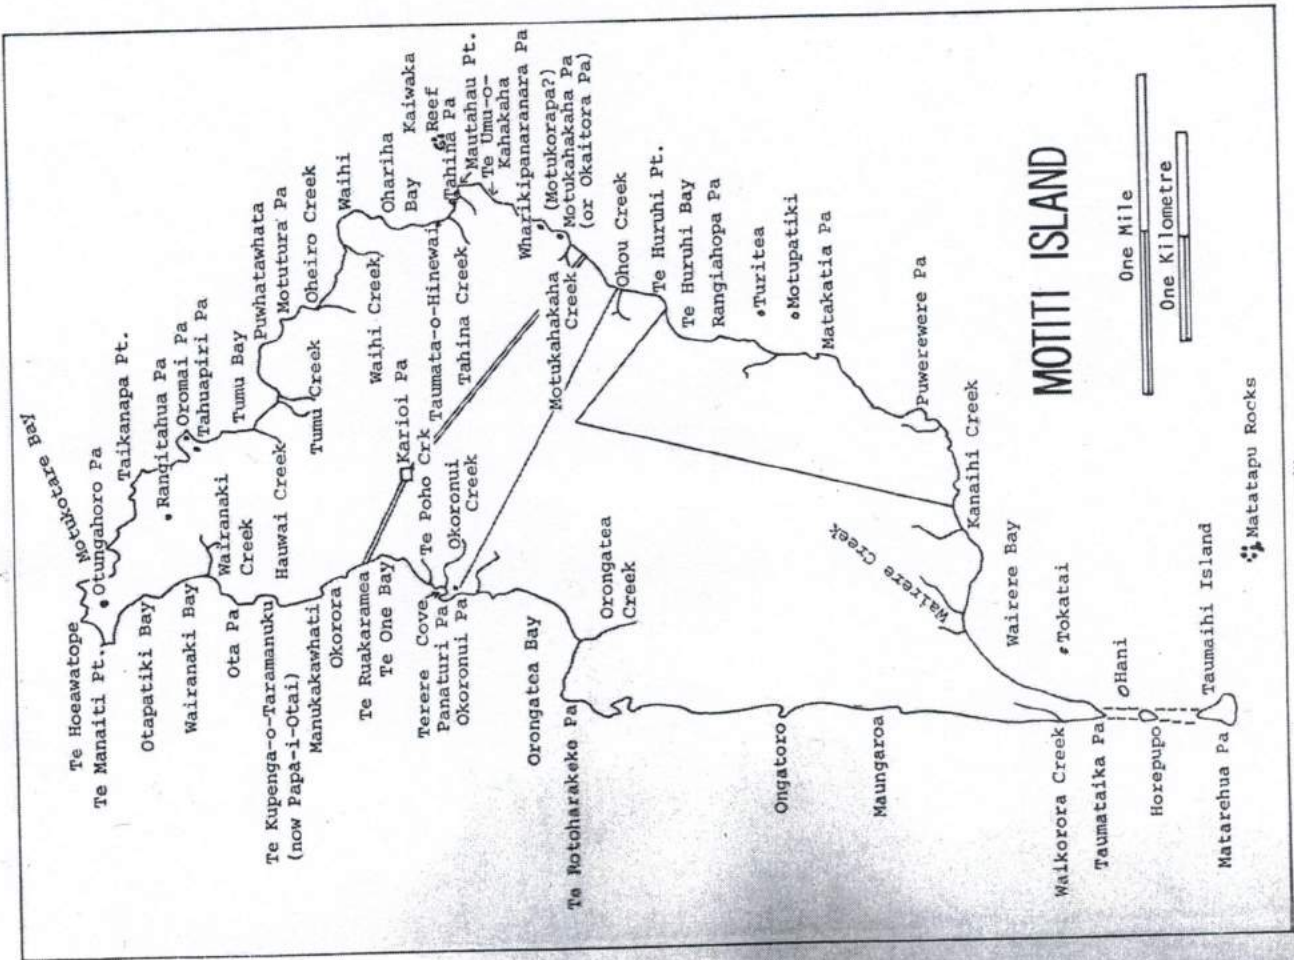 Motukotare Bay
Te Hoeawatope
Te Manaiti Pt.
Otungahoro Pa
Taikanapa Pt.
Otapatiki Bay
Rangitahua Pa
Oromai Pa
Tahuapiri Pa
Wairanaki Bay
Wairanaki
Creek
Tumu Bay
Ota Pa
Hauwai Creek
Puwhatawhata
Motutura Pa
Tumu Creek
Oheiro Creek
Te Kupenga-o-Taramanuku
(now Papa-i-Otai)
Manukakawhati
Okorora
Waihi
Waihi Creek
Ohariha
Bay
Kaiwaka
Reef
Te Ruakaramea
Te One Bay
Karioi Pa
Taumata-o-Hinewai
Tahina Pa
Mautahau Pt.
Te Umu-o-
Kahakaha
Tahina Creek
Terere Cove
Panaturi Pa
Okoronui Pa
Te Poho Crk
Okoronui
Creek
Wharikipanaranara Pa
(Motukorapa?)
Motukahakaha Pa
(or Okaitora Pa)
Motukahakaha
Creek
Ohou Creek
Orongatea Bay
Te Rotoharakeke Pa
Orongatea
Creek
Te Huruhi Pt.
Te Huruhi Bay
Rangiahopa Pa
Turitea
Motupatiki
Matakatia Pa
Ongatoro
Maungaroa
Puwerewere Pa
Wairere Creek
Kanaihi Creek
Wairere Bay
Waikorora Creek
Tokatai
Taumataika Pa
Hani
Horepupo
Matarehua Pa
Taumaihi Island
Matatapu Rocks
MOTITI ISLAND
One Mile
One Kilometre